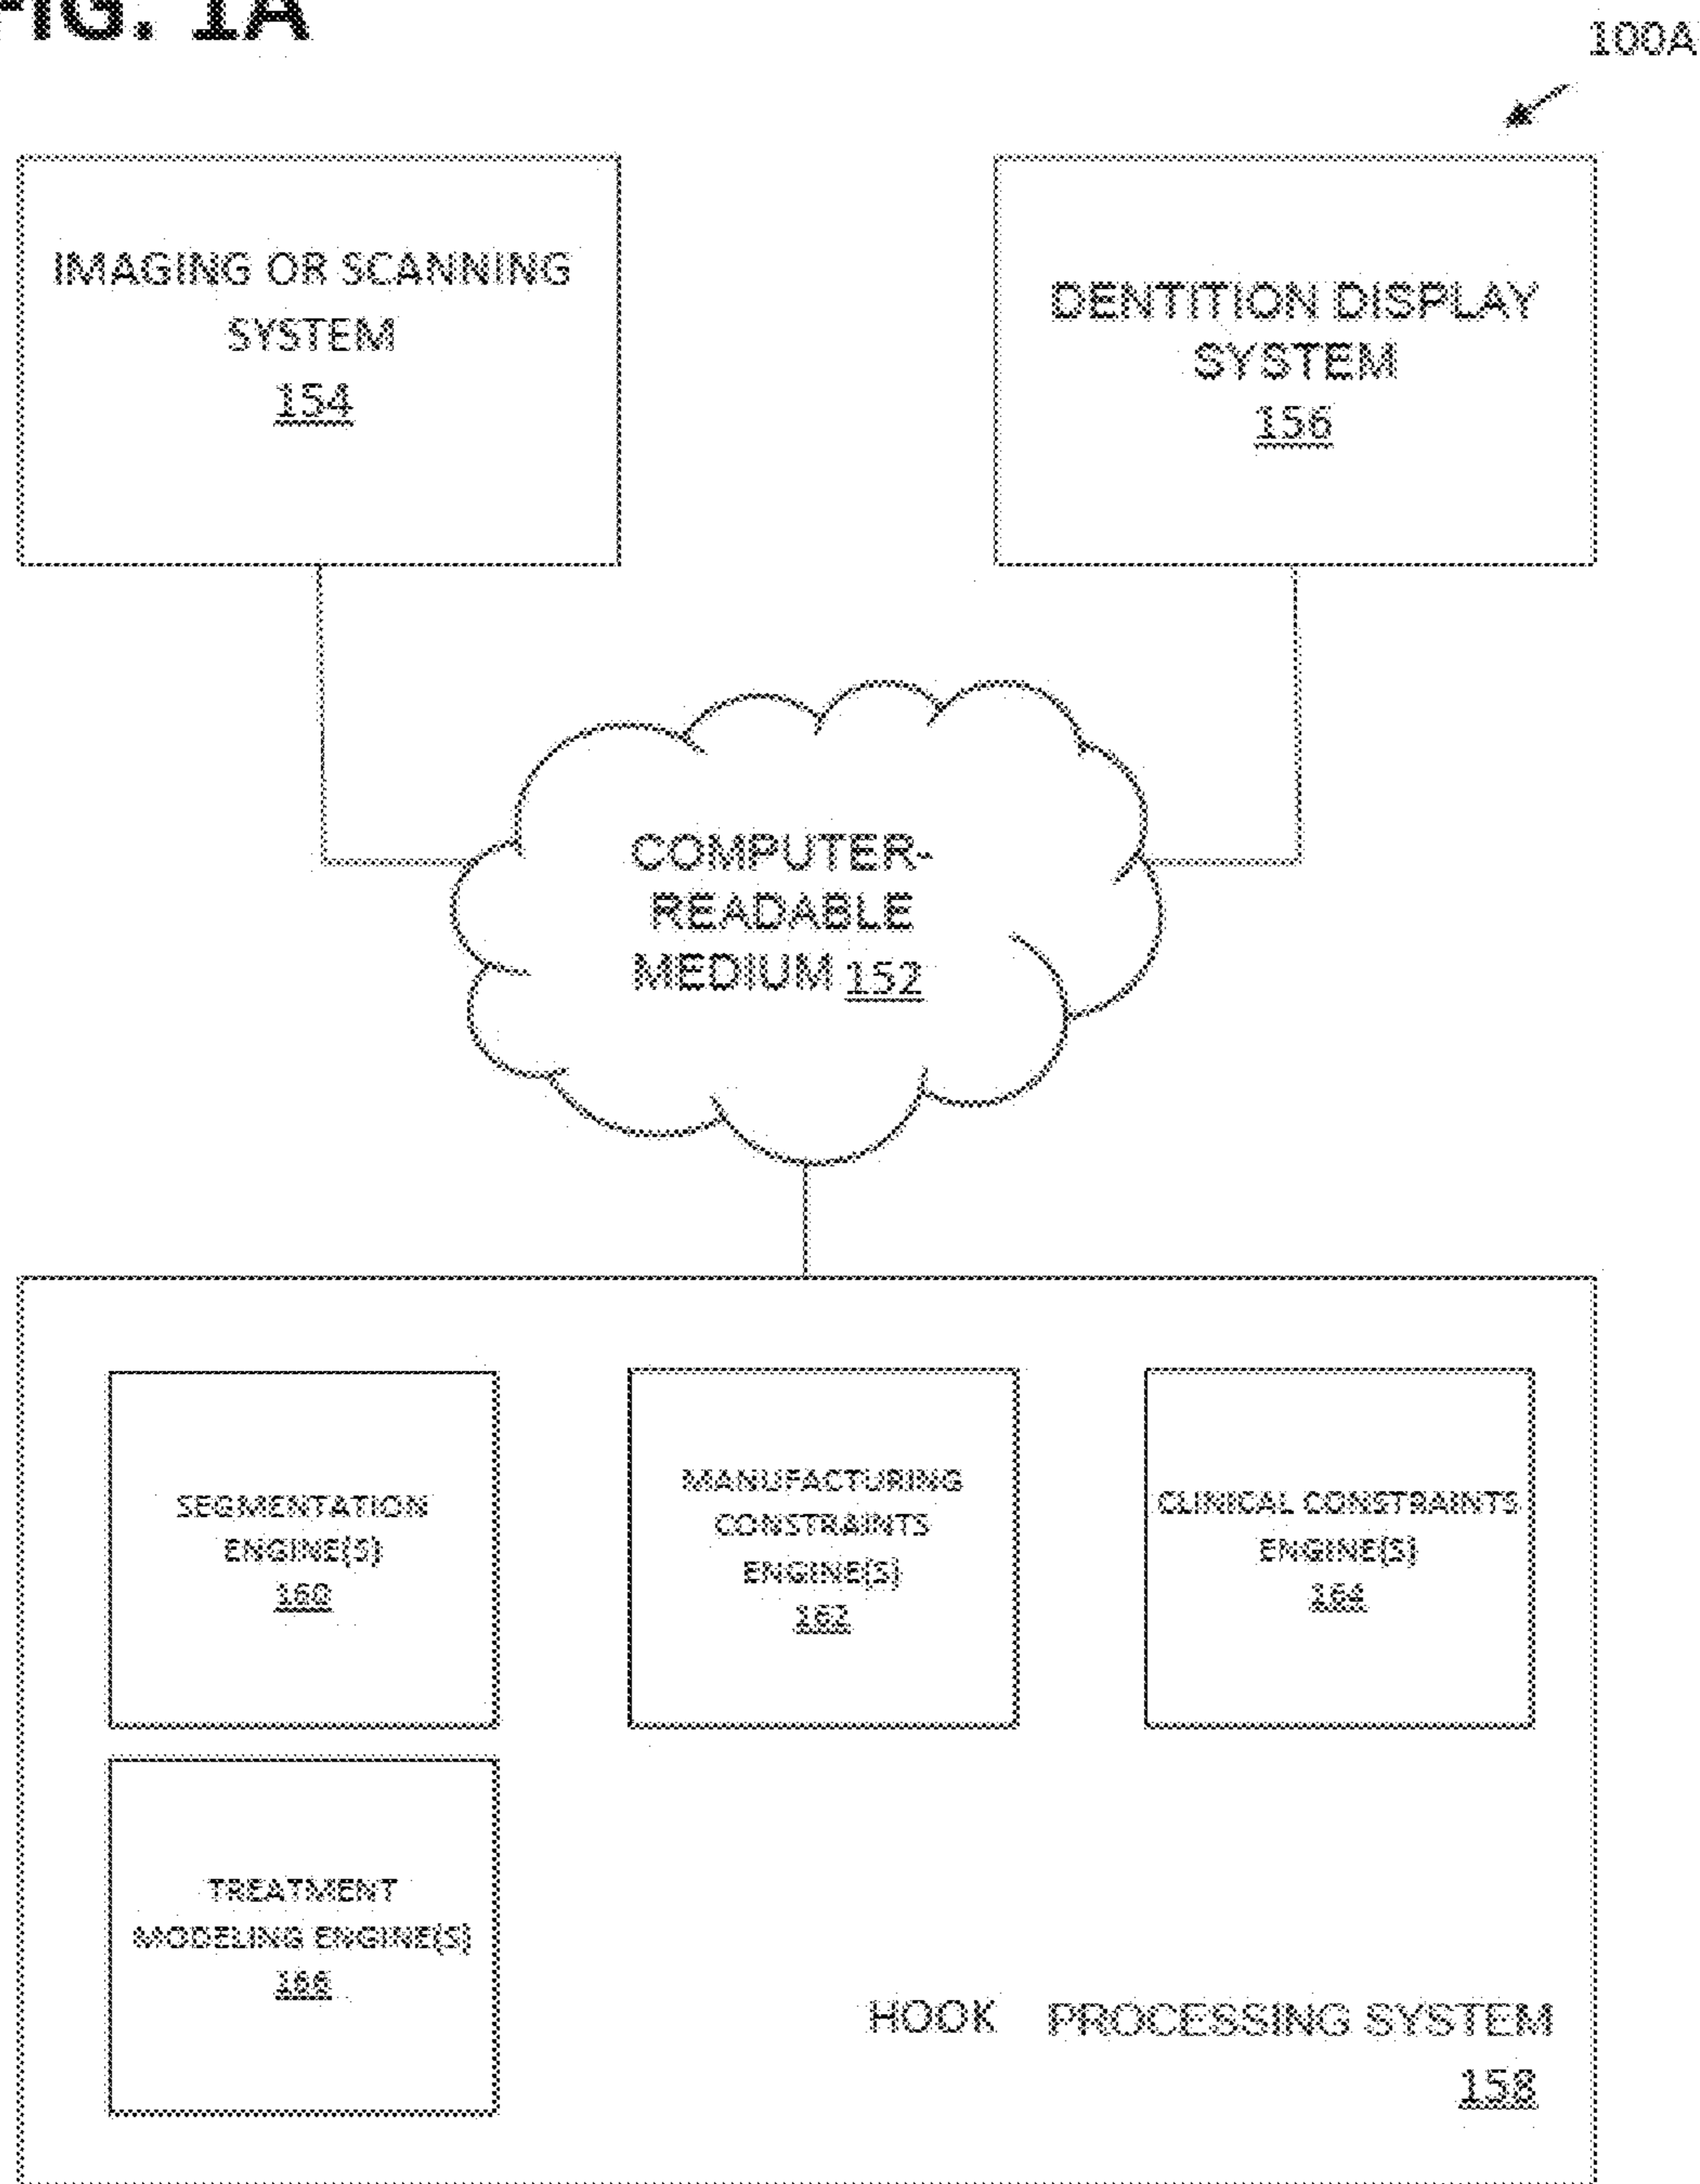 FIG. 1A
100A
IMAGING OR SCANNING
SYSTEM
154
DENTITION DISPLAY
SYSTEM
156
COMPUTER-
READABLE
MEDIUM 152
SEGMENTATION
ENGINE(S)
160
MANUFACTURING
CONSTRAINTS
ENGINE(S)
162
CLINICAL CONSTRAINTS
ENGINE(S)
164
TREATMENT
MODELING ENGINE(S)
166
HOOK PROCESSING SYSTEM
158